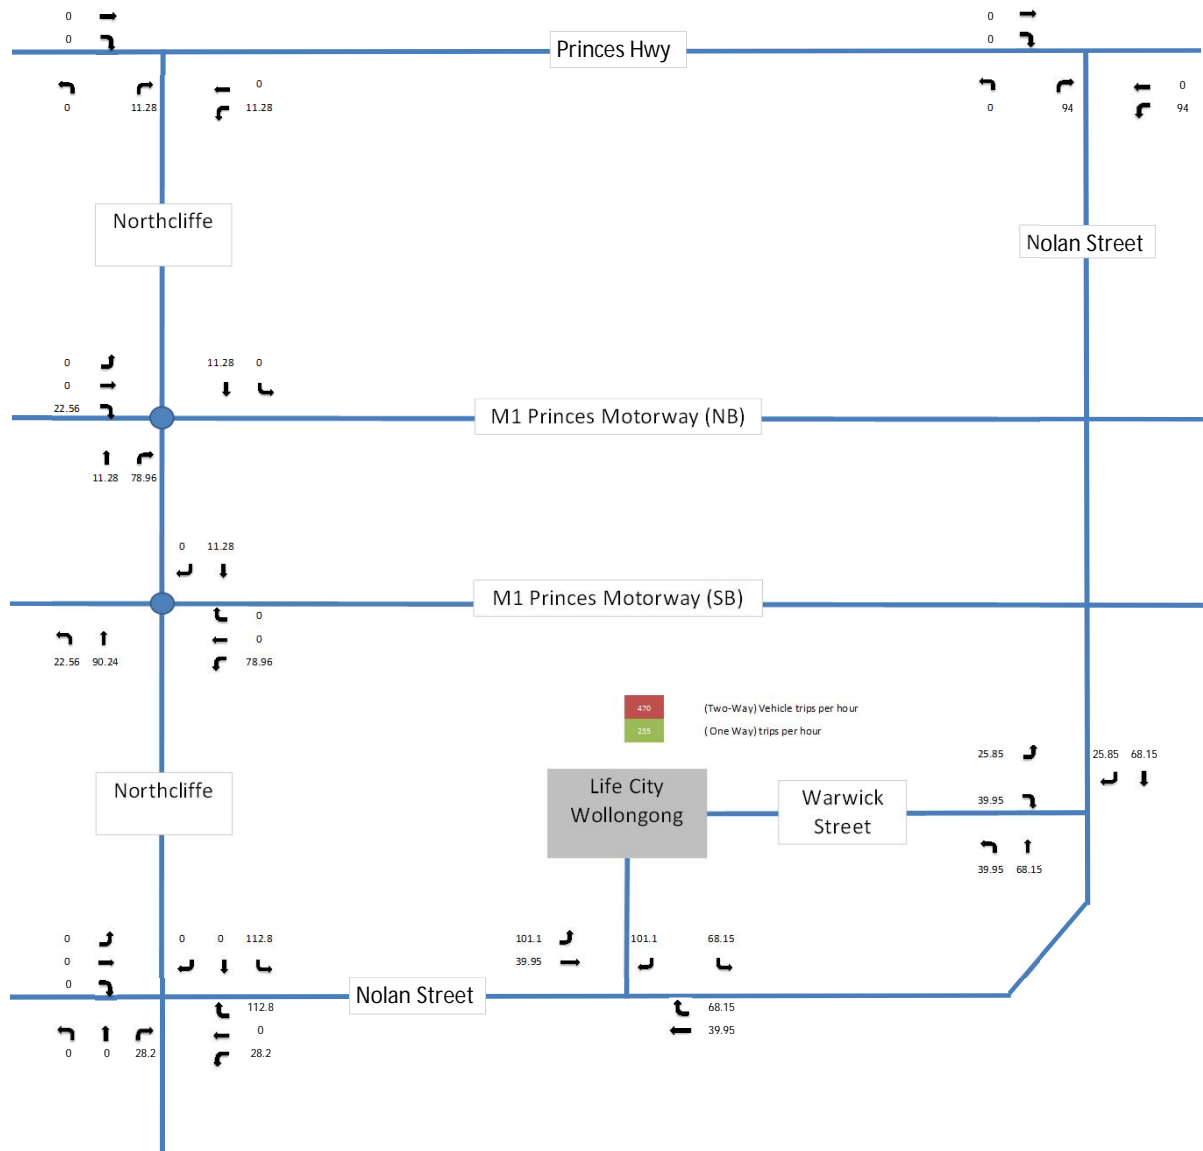 0 0
0 0
Princes Hwy
0 0
0 11.28 11.28
0 94 94
Northcliffe
Nolan Street
0 11.28 0
0
22.56
M1 Princes Motorway (NB)
11.28 78.96
0 11.28
M1 Princes Motorway (SB)
0
0
22.56 90.24 78.96
470 (Two-Way) Vehicle trips per hour
235 ( One Way) trips per hour
25.85 25.85 68.15
Northcliffe
Life City
Wollongong
Warwick
Street
39.95
39.95 68.15
0 0 0 112.8 101.1 101.1 68.15
0 39.95
0
Nolan Street
112.8 68.15
0 39.95
0 0 28.2 28.2